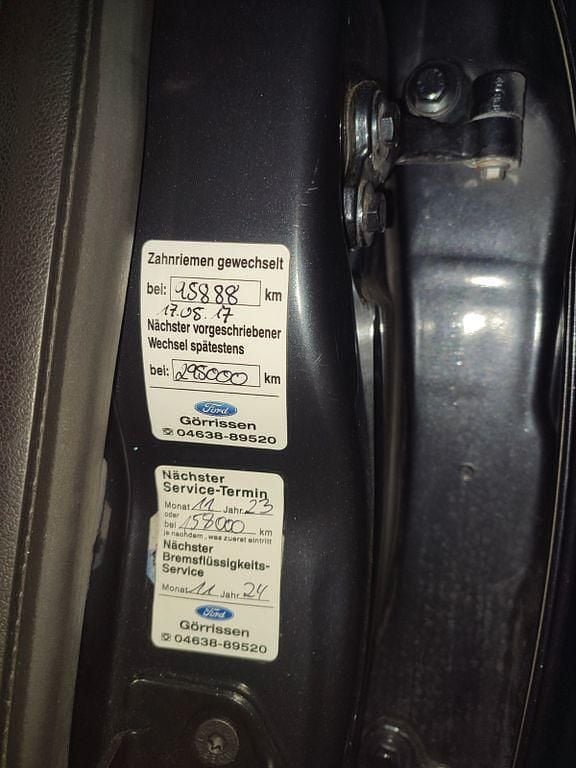 Zahnriemen gewechselt
bei: 95888 km
17.05.17
Nächster vorgeschriebener
Wechsel spätestens
bei: 295000 km
Ford
Görrissen
☎ 04638-89520
Nächster
Service-Termin
Monat 11 Jahr 23
oder
bei 158000 km
je nachdem, was zuerst eintritt
Nächster
Bremsflüssigkeits-
Service
Monat 11 Jahr 24
Ford
Görrissen
☎ 04638-89520